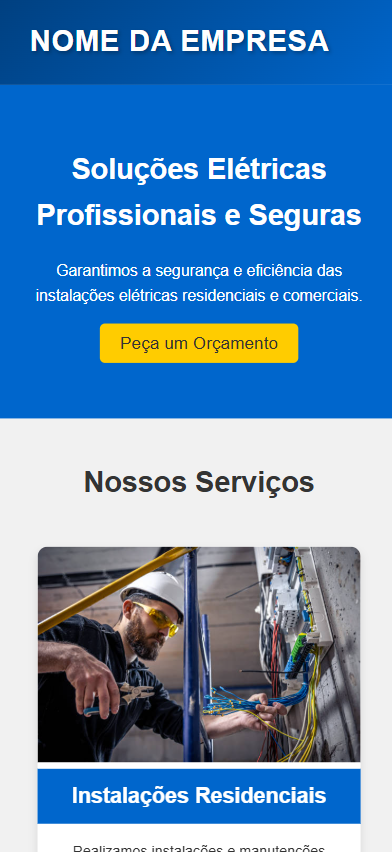 NOME DA EMPRESA
Soluções Elétricas
Profissionais e Seguras
Garantimos a segurança e eficiência das
instalações elétricas residenciais e comerciais.
Peça um Orçamento
Nossos Serviços
Instalações Residenciais
Realizamos instalações e manutenções